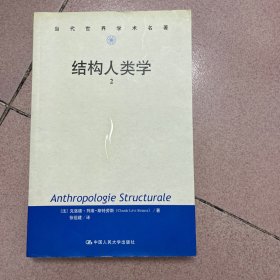 当代世界学术名著
结构人类学
2
Anthropologie Structurale
[法]克洛德·列维-斯特劳斯（Claude Lévi-Strauss）/著
张祖建/译
中国人民大学出版社